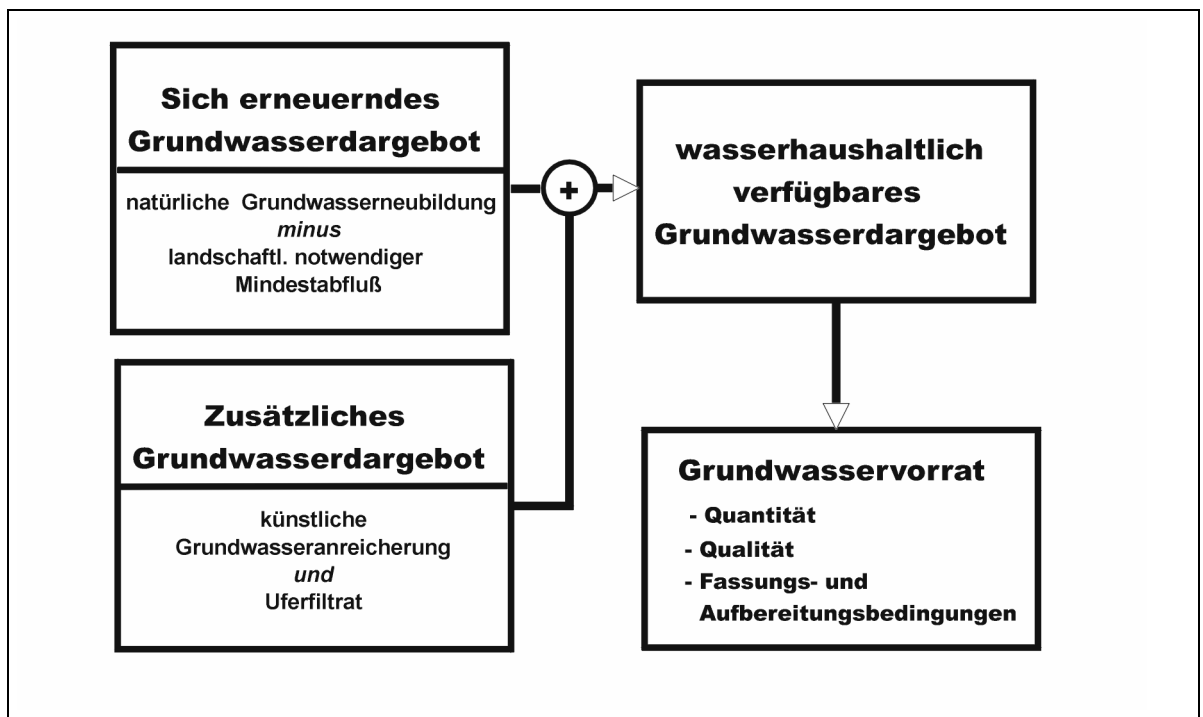 Sich erneuerndes
Grundwasserdargebot
natürliche Grundwasserneubildung
minus
landschaftl. notwendiger
Mindestabfluß
Zusätzliches
Grundwasserdargebot
künstliche
Grundwasseranreicherung
und
Uferfiltrat
+
wasserhaushaltlich
verfügbares
Grundwasserdargebot
Grundwasservorrat
- Quantität
- Qualität
- Fassungs- und
Aufbereitungsbedingungen